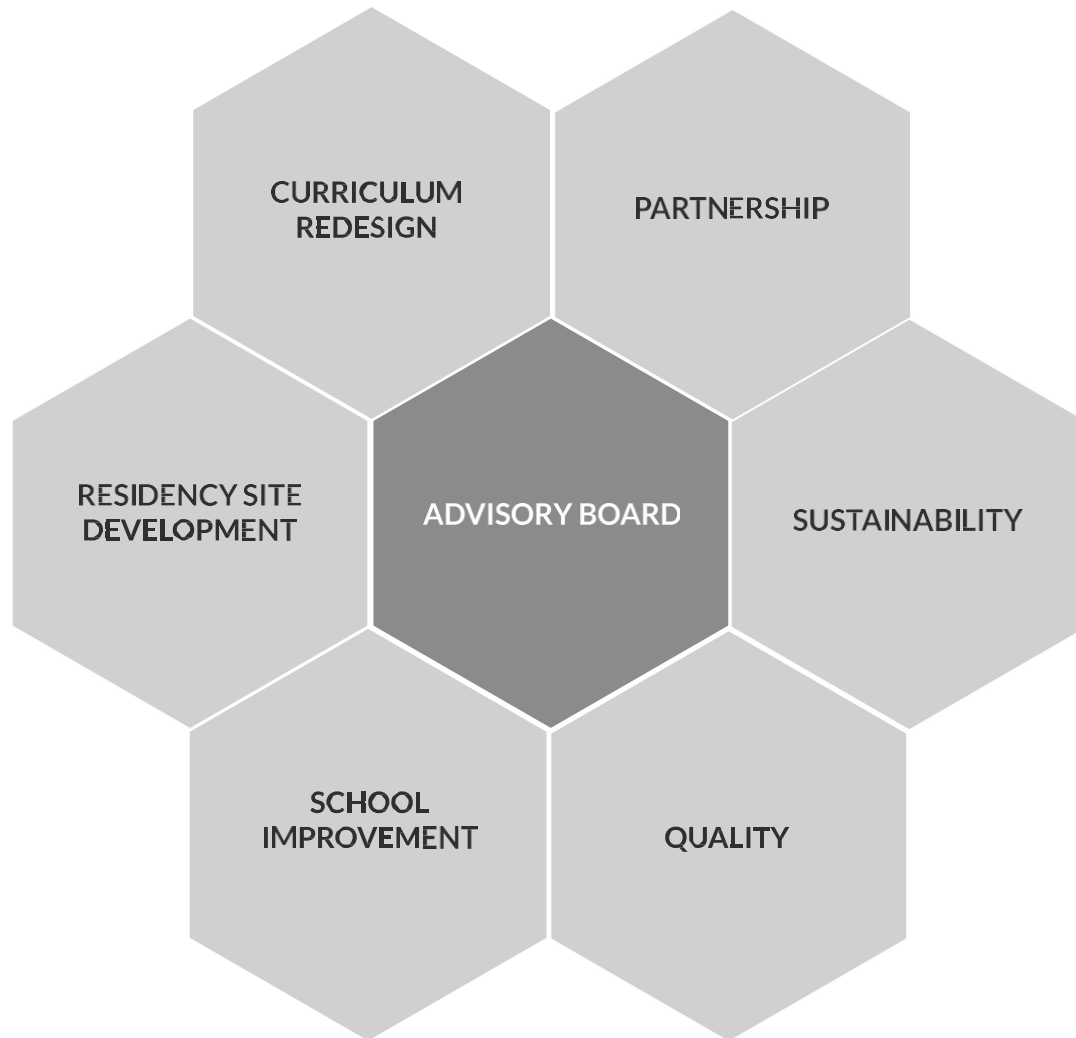 CURRICULUM
REDESIGN
PARTNERSHIP
RESIDENCY SITE
DEVELOPMENT
ADVISORY BOARD
SUSTAINABILITY
SCHOOL
IMPROVEMENT
QUALITY